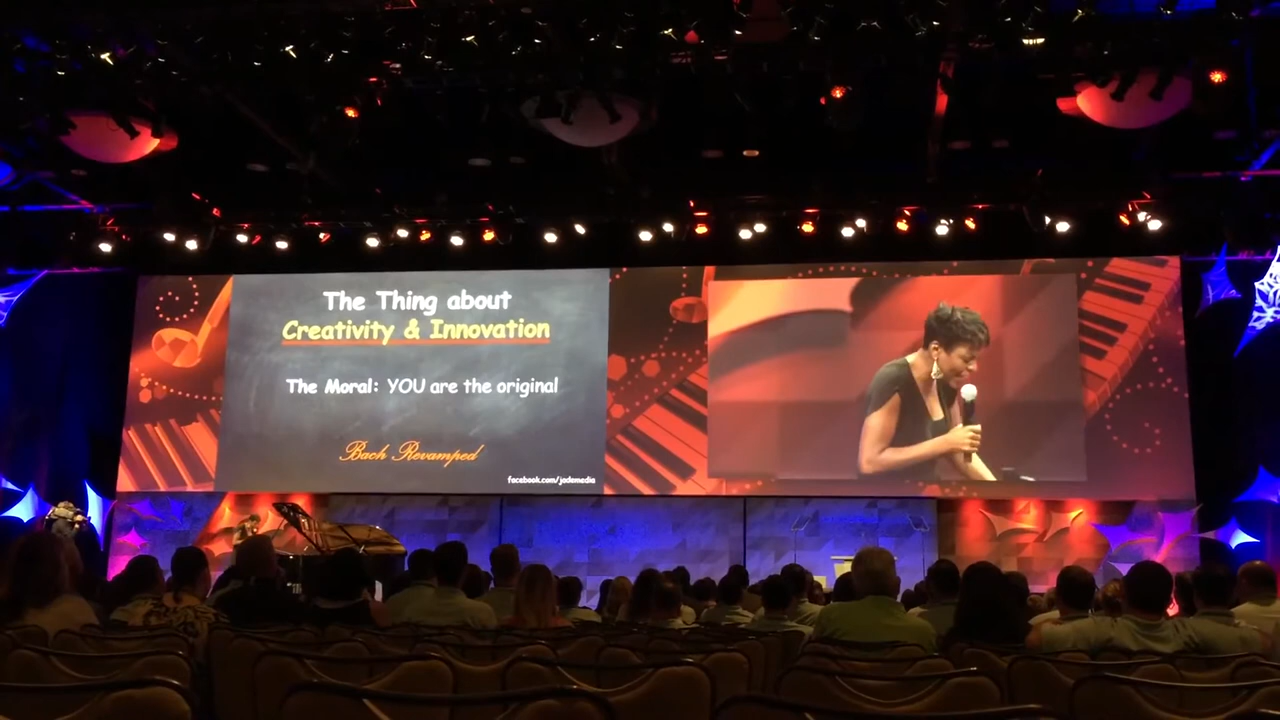 The Thing about
Creativity & Innovation
The Moral: YOU are the original
Bach Revamped
facebook.com/jademedia